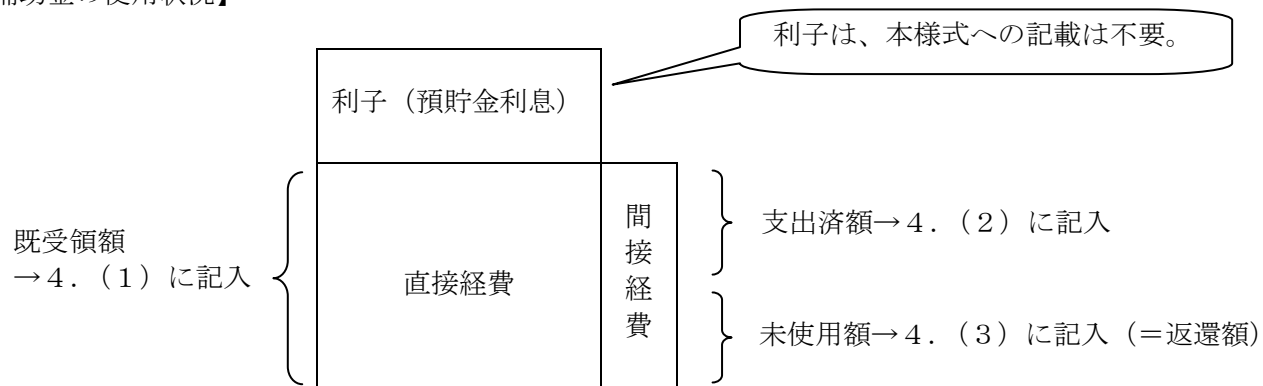 補助金の使用状況】
利子は、本様式への記載は不要。
利子（預貯金利息）
既受領額
→４．（１）に記入
直接経費
間接経費
支出済額→４．（２）に記入
未使用額→４．（３）に記入（＝返還額）